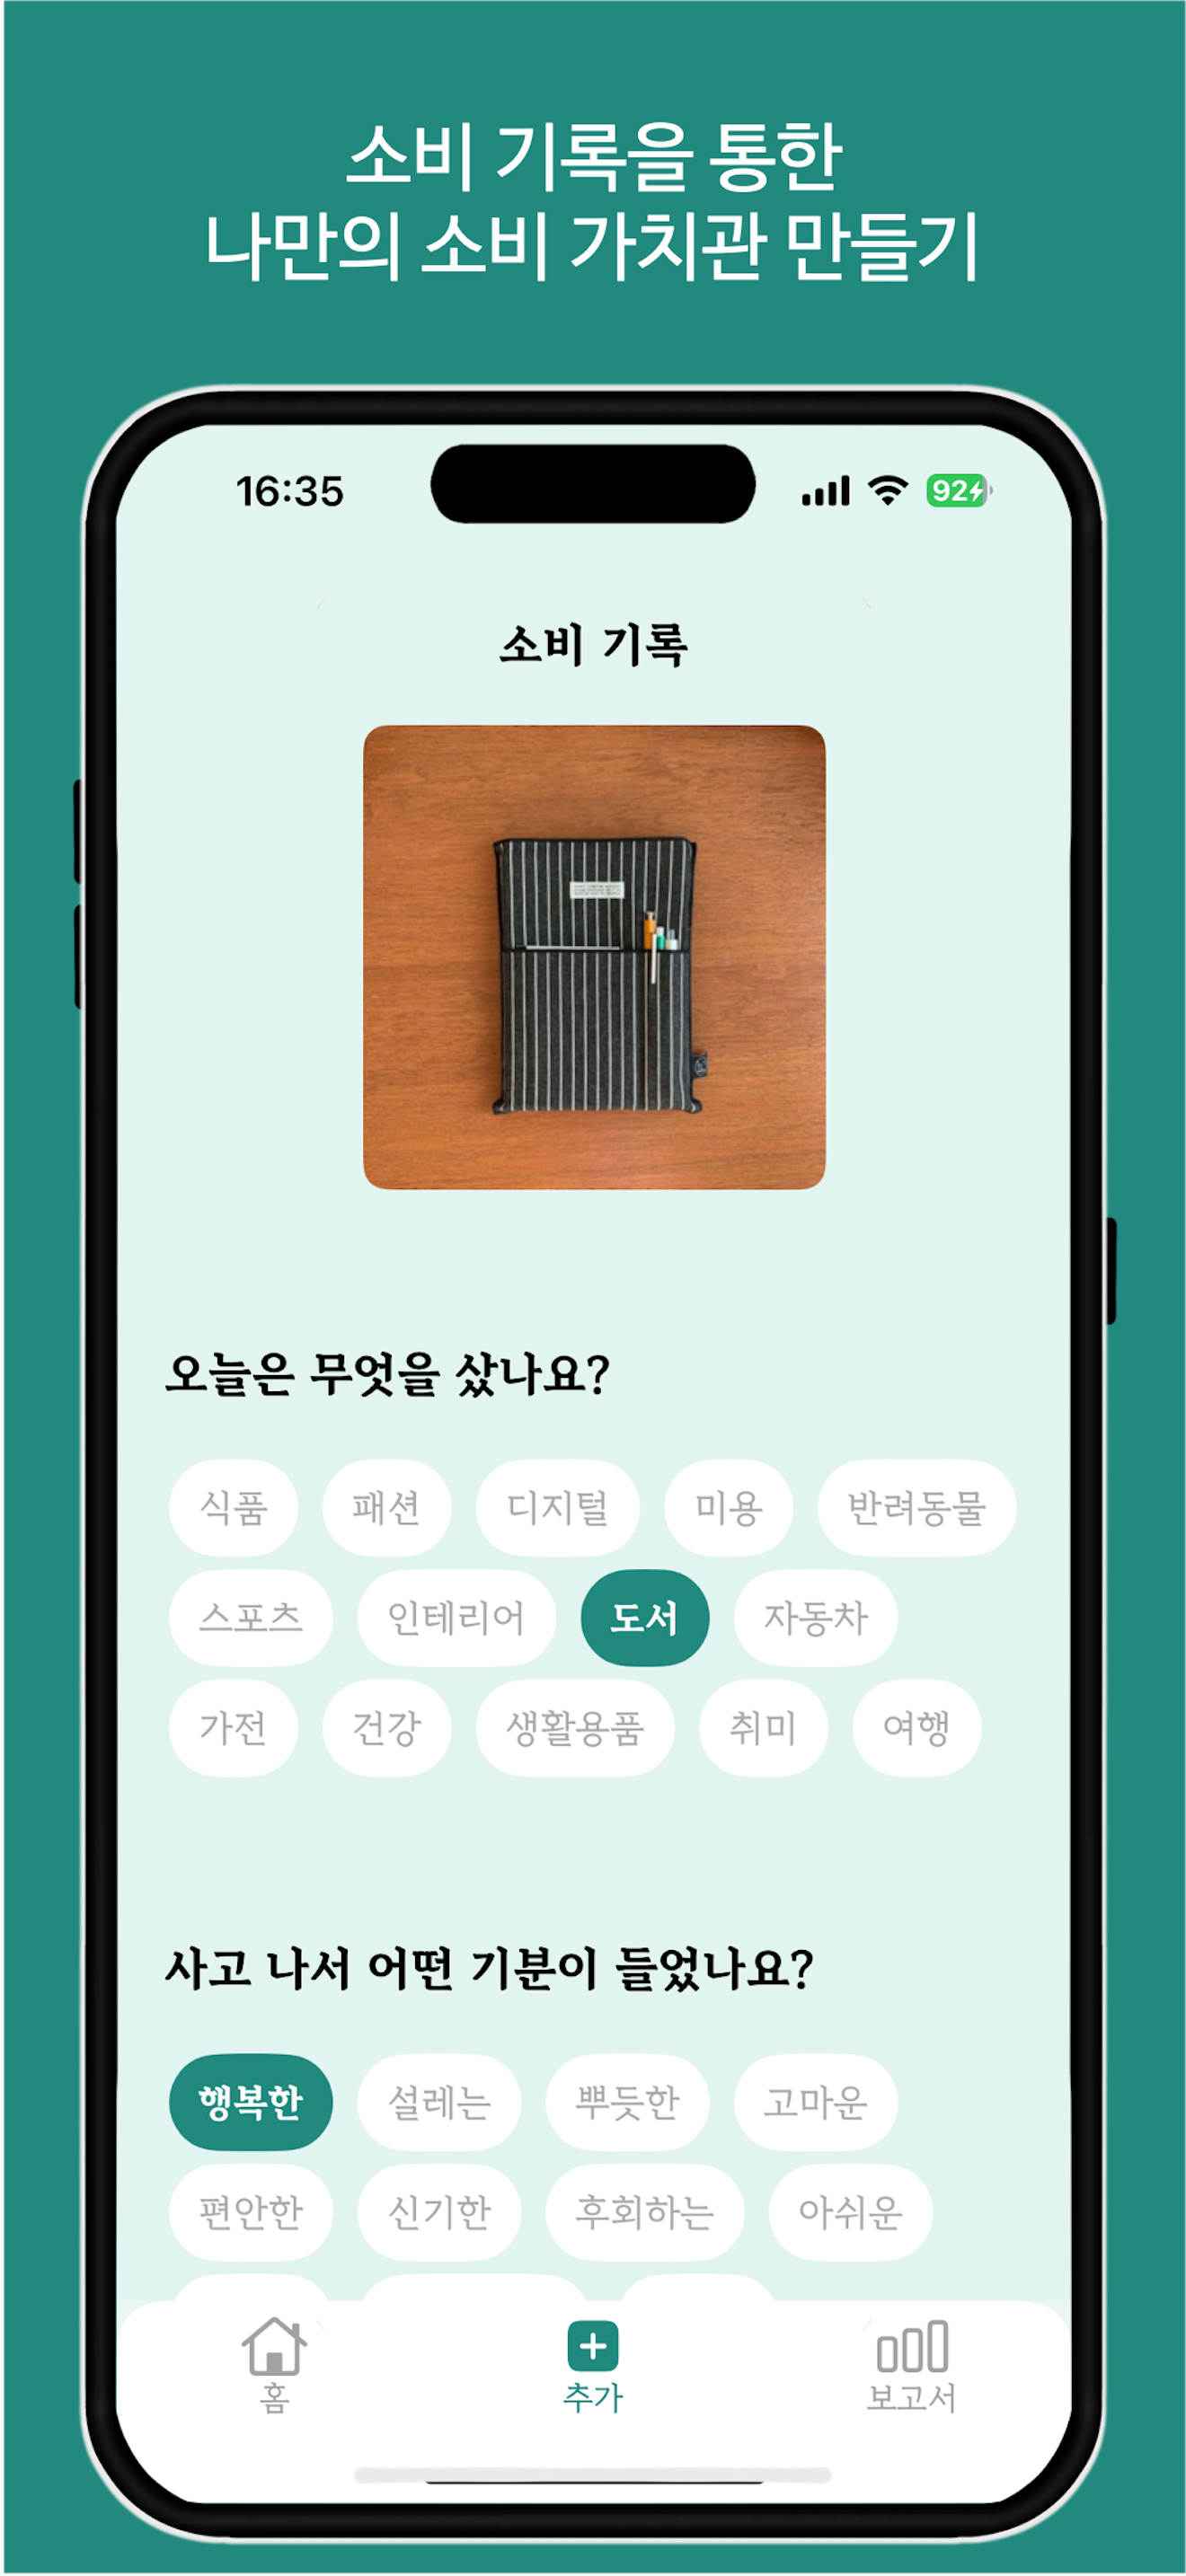 소비 기록을 통한
나만의 소비 가치관 만들기
16:35
92
소비 기록
오늘은 무엇을 샀나요?
식품 패션 디지털 미용 반려동물
스포츠 인테리어 도서 자동차
가전 건강 생활용품 취미 여행
사고 나서 어떤 기분이 들었나요?
행복한 설레는 뿌듯한 고마운
편안한 신기한 후회하는 아쉬운
홈 추가 보고서